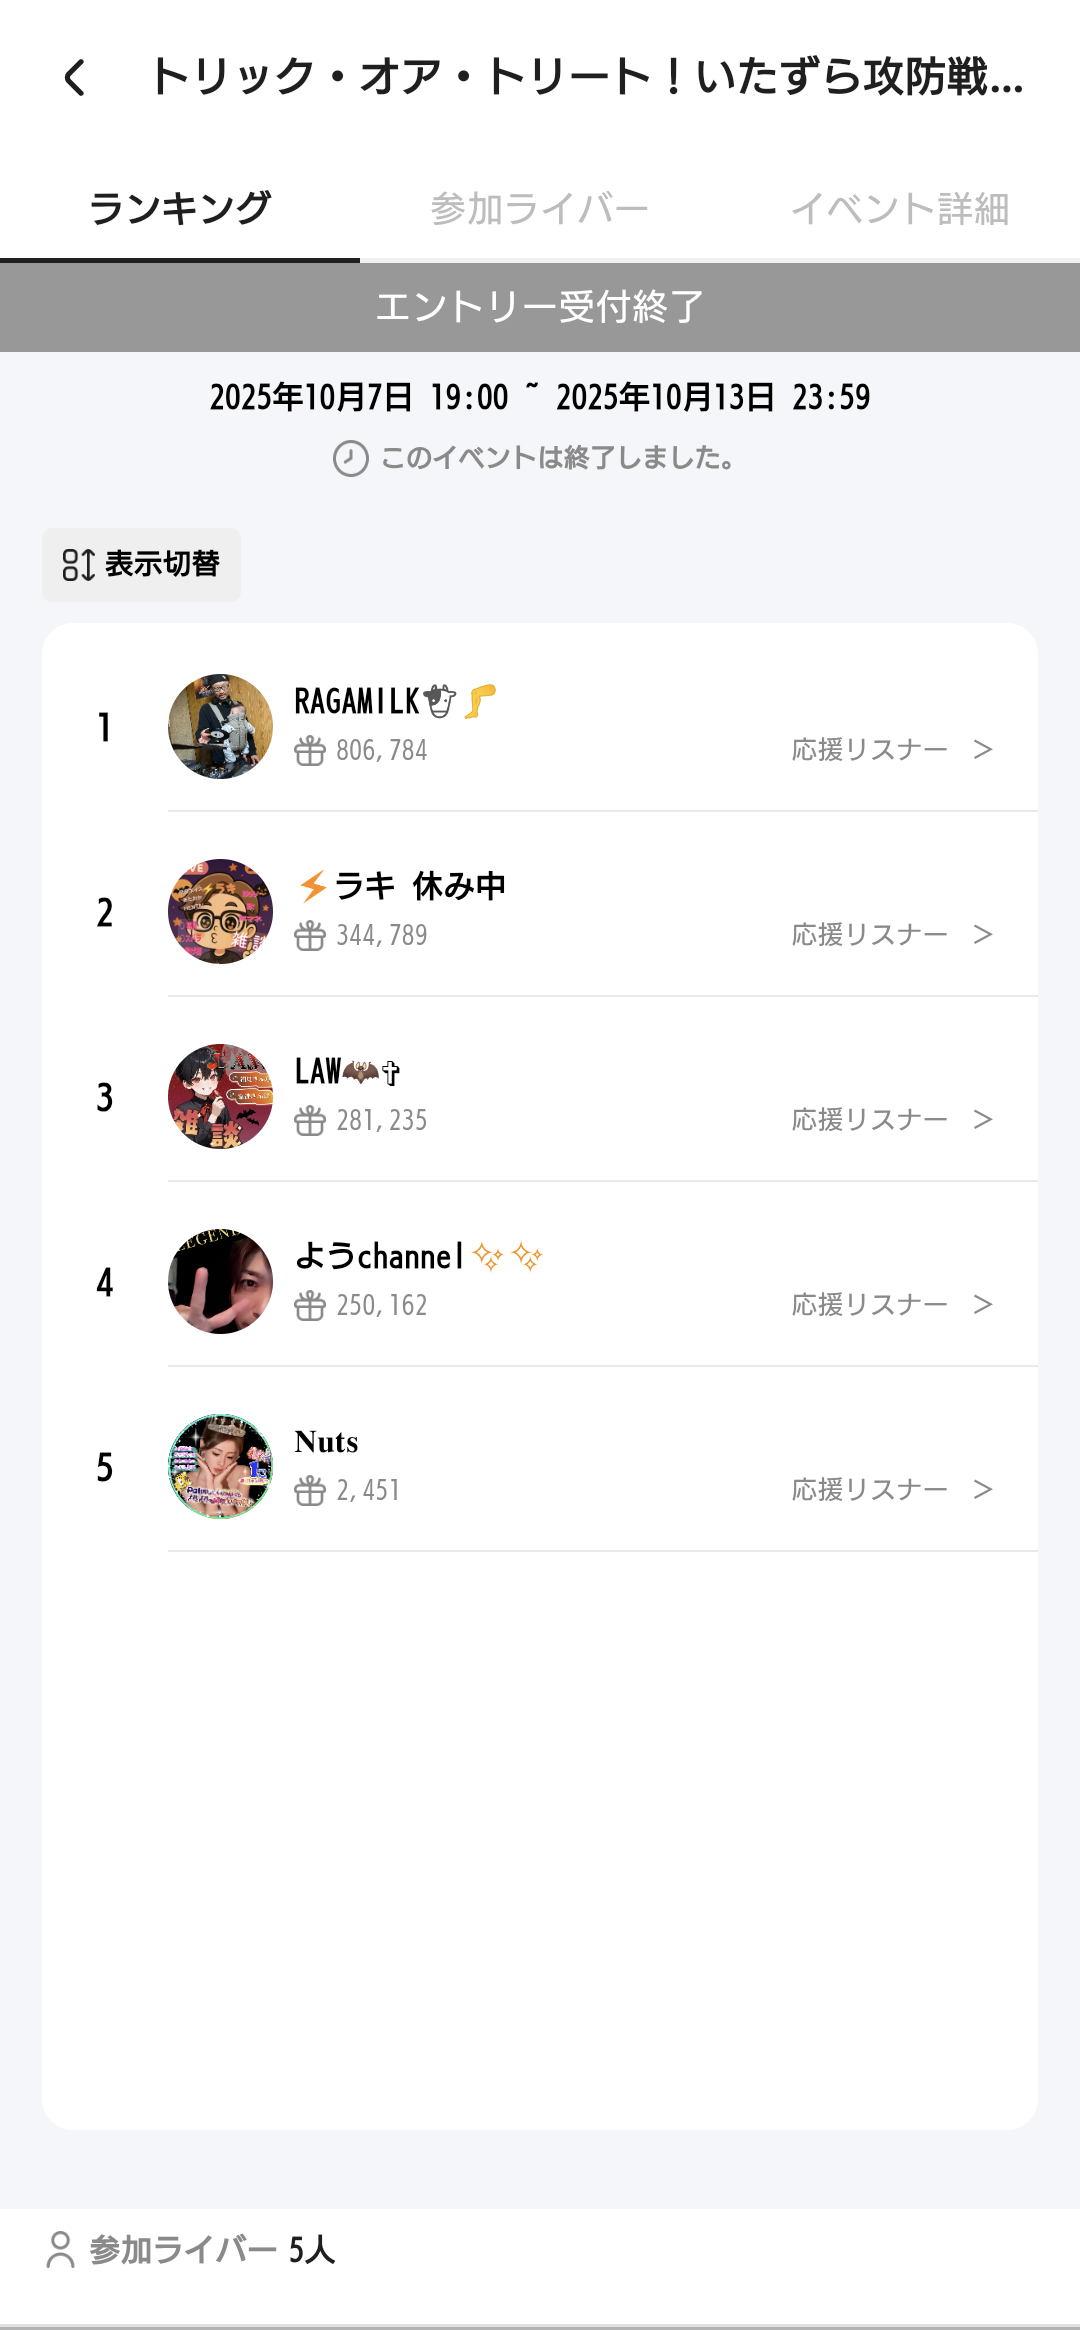 トリック・オア・トリート！いたずら攻防戦...
ランキング 参加ライバー イベント詳細
エントリー受付終了
2025年10月7日 19:00 ~ 2025年10月13日 23:59
このイベントは終了しました。
表示切替
1
RAGAMILK🐮🦵
806,784 応援リスナー >
2
⚡ラキ 休み中
344,789 応援リスナー >
3
LAW🦇✞
281,235 応援リスナー >
4
ようchannel✨✨
250,162 応援リスナー >
雑談
5
Nuts
2,451 応援リスナー >
参加ライバー 5人